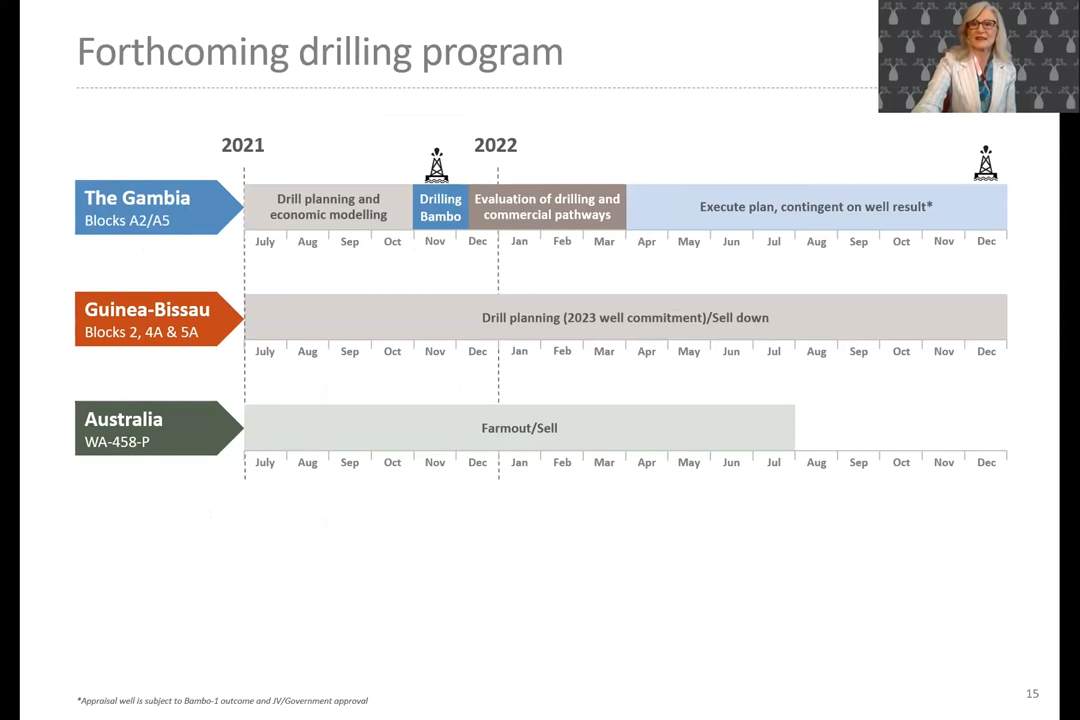 Forthcoming drilling program
2021
2022
The Gambia
Blocks A2/A5
Drill planning and
economic modelling
Drilling
Bambo
Evaluation of drilling and
commercial pathways
Execute plan, contingent on well result*
July Aug Sep Oct Nov Dec Jan Feb Mar Apr May Jun Jul Aug Sep Oct Nov Dec
Guinea-Bissau
Blocks 2, 4A & 5A
Drill planning (2023 well commitment)/Sell down
July Aug Sep Oct Nov Dec Jan Feb Mar Apr May Jun Jul Aug Sep Oct Nov Dec
Australia
WA-458-P
Farmout/Sell
July Aug Sep Oct Nov Dec Jan Feb Mar Apr May Jun Jul Aug Sep Oct Nov Dec
*Appraisal well is subject to Bambo-1 outcome and JV/Government approval
15